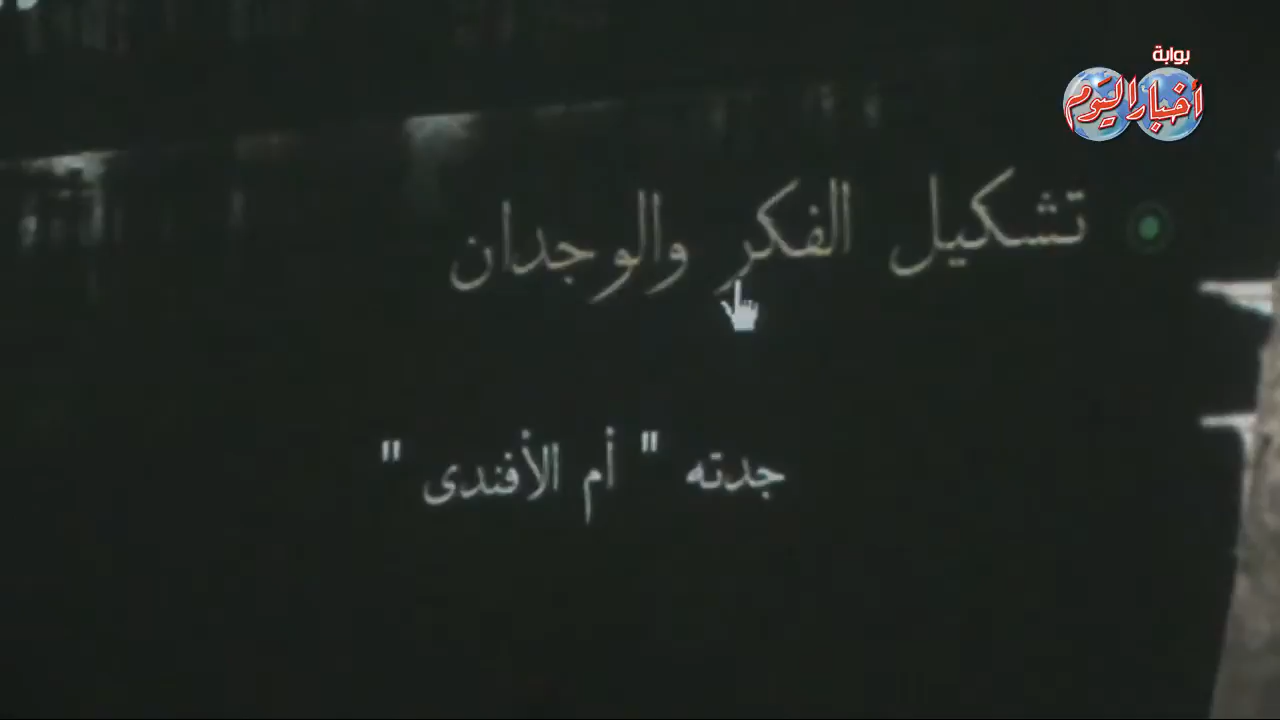 بوابة
أخبار اليوم
تشكيل الفكر والوجدان
جدته " أم الأفندى "